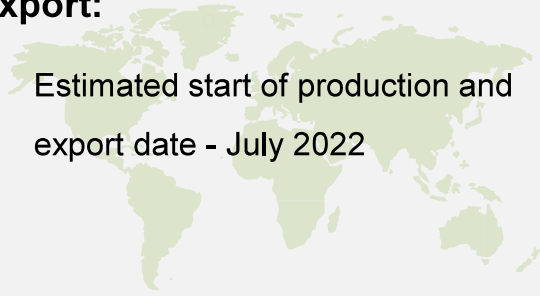 xport:
Estimated start of production and
export date - July 2022